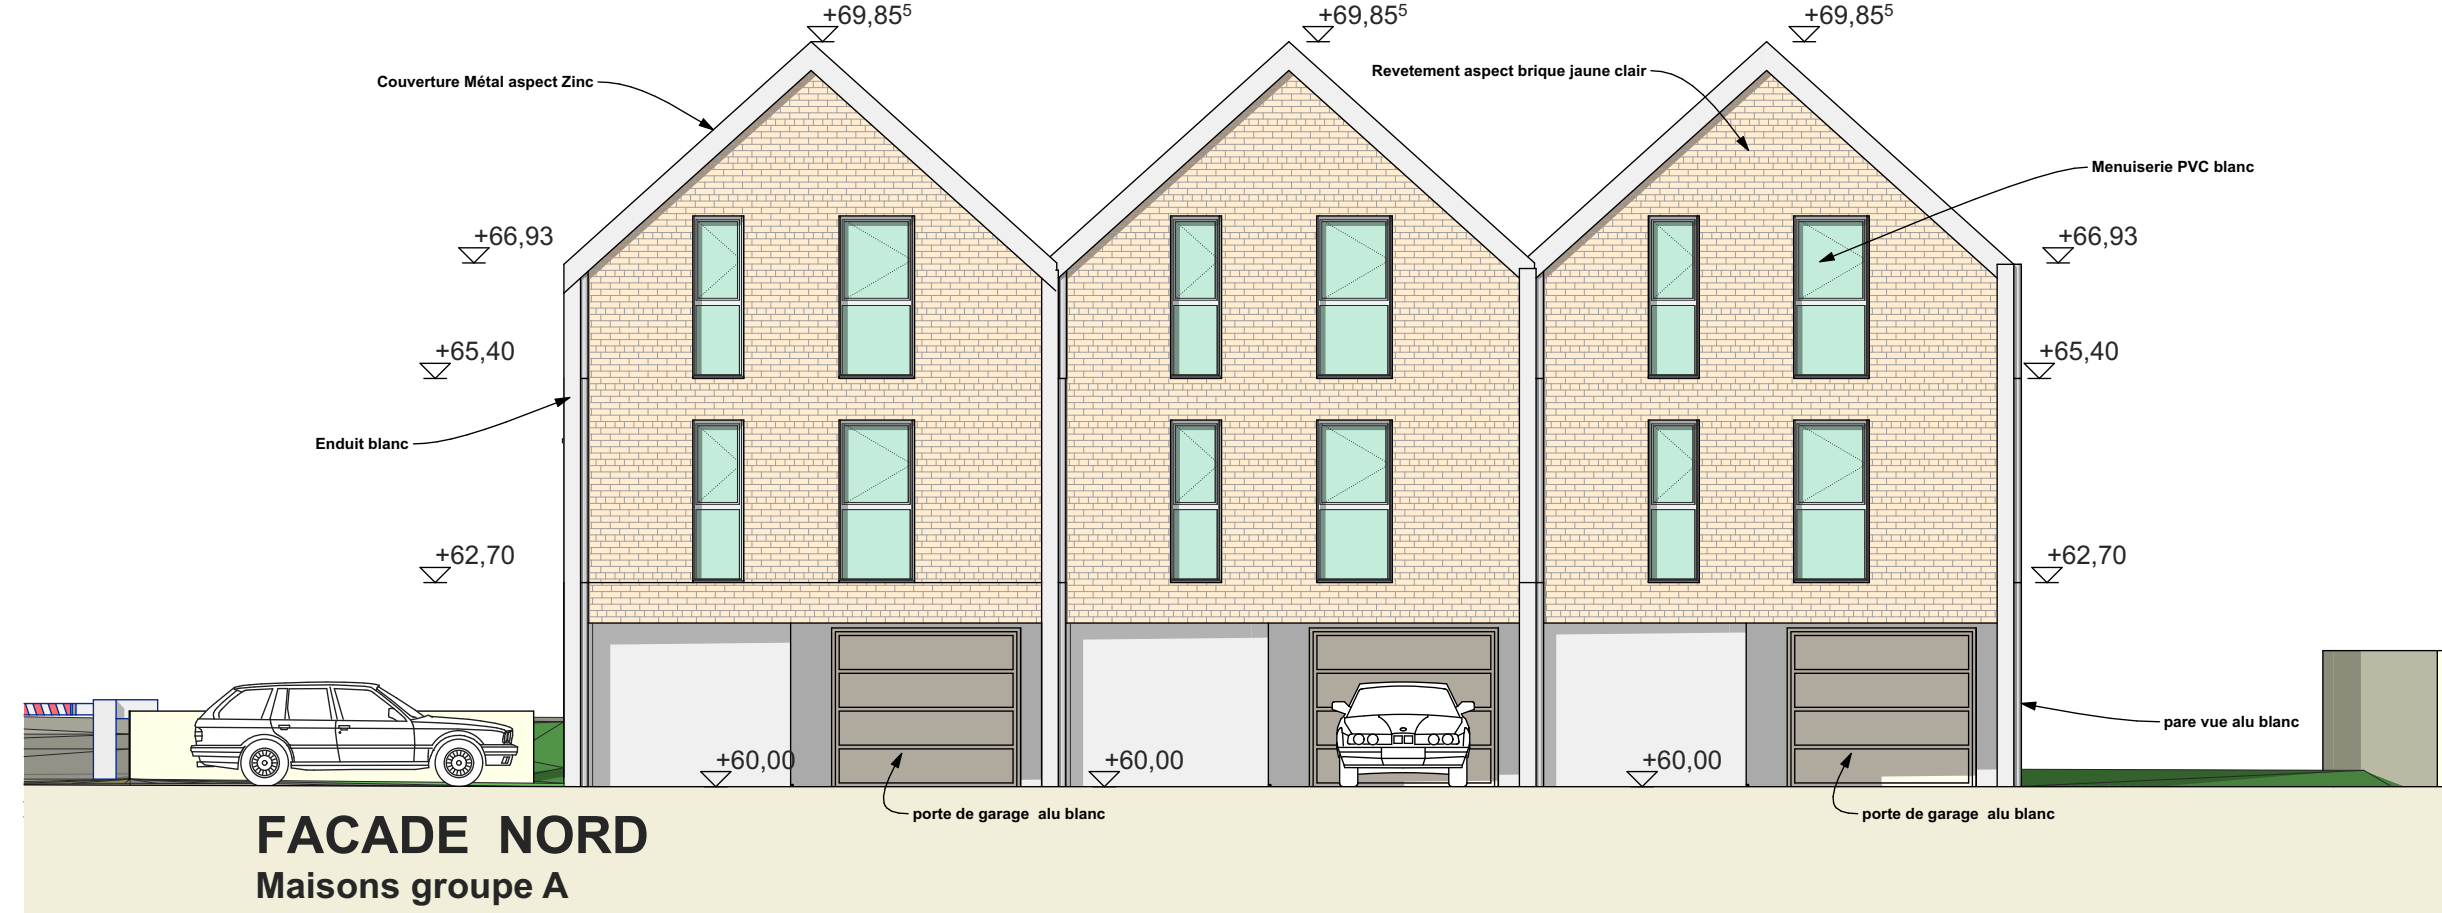 +69,85⁵ +69,85⁵ +69,85⁵
Couverture Métal aspect Zinc
Revetement aspect brique jaune clair
Menuiserie PVC blanc
+66,93 +66,93
+65,40 +65,40
Enduit blanc
+62,70 +62,70
pare vue alu blanc
+60,00 +60,00 +60,00
porte de garage alu blanc porte de garage alu blanc
FACADE NORD
Maisons groupe A